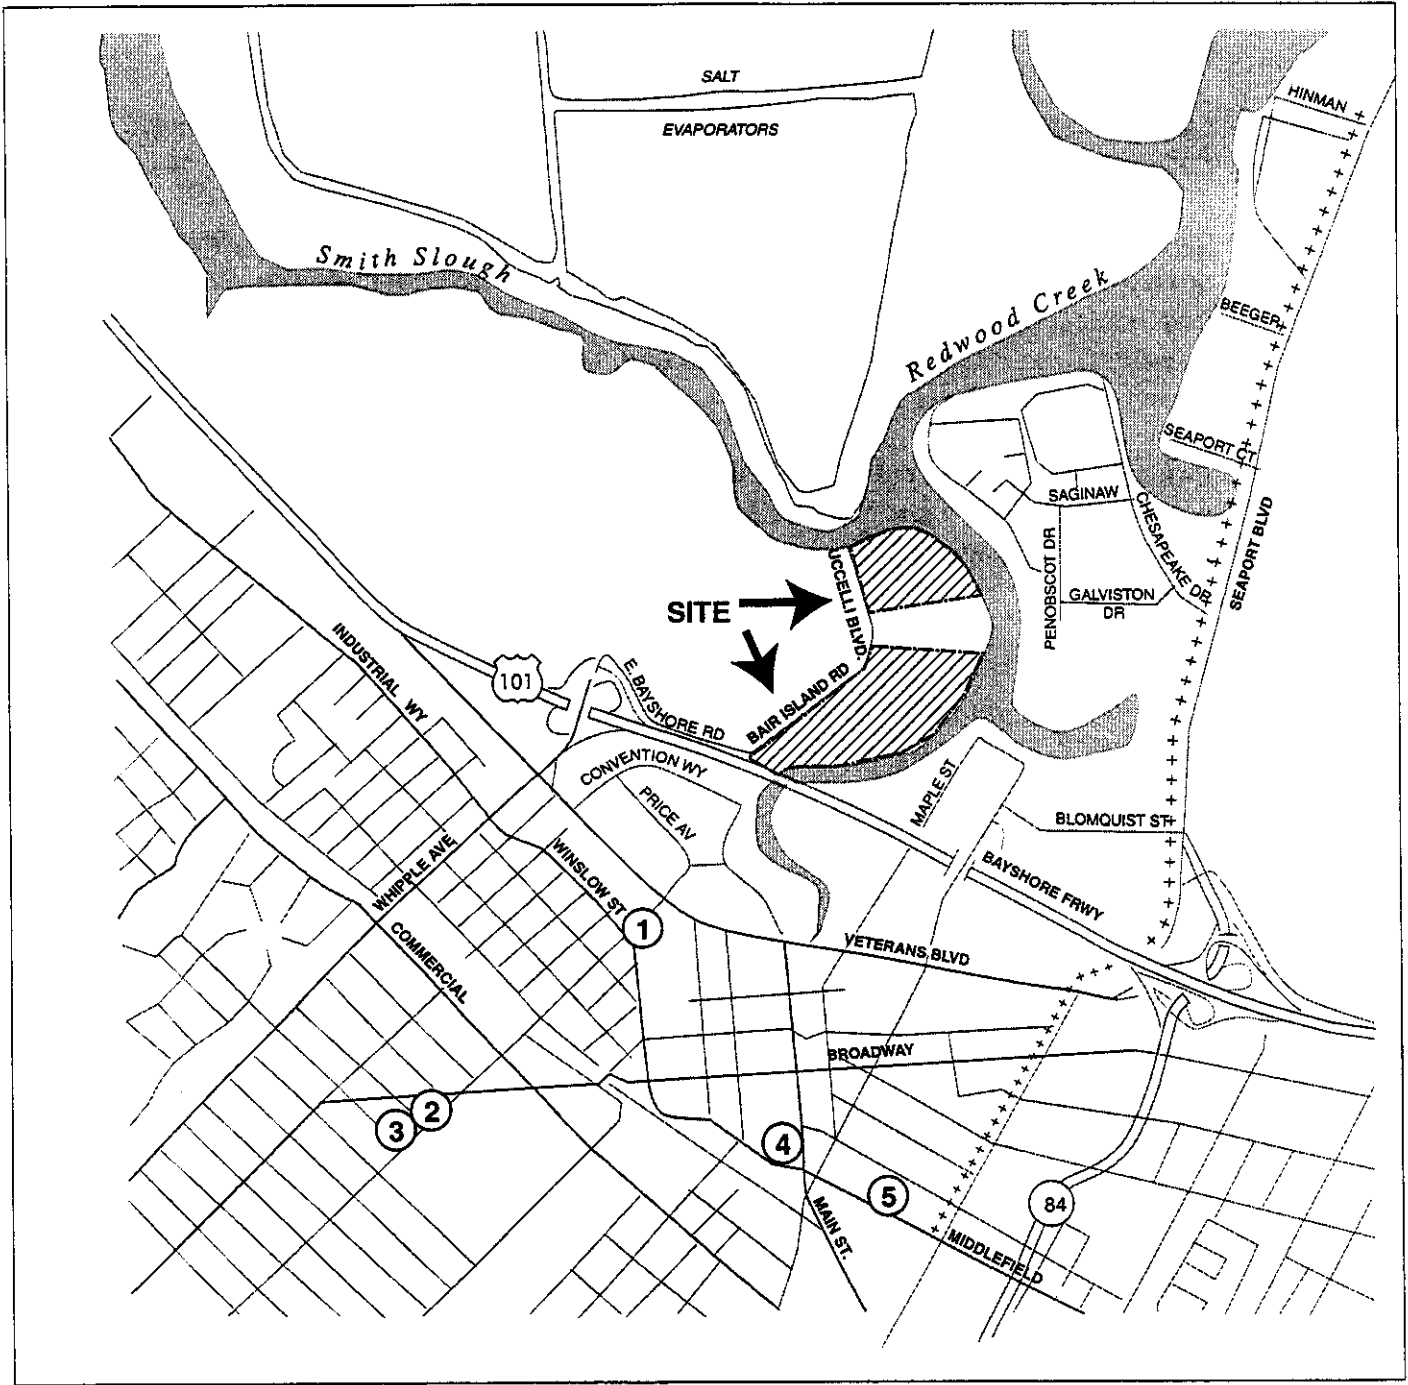 SALT
EVAPORATORS
HINMAN
Smith Slough
Redwood Creek
BEEGER
SEAPORT CT
SAGINAW
CHESAPEAKE DR
SEAPORT BLVD
PENOBSCOT DR
GALVISTON
DR
UCCELLI BLVD.
SITE
INDUSTRIAL WY
101
E. BAYSHORE RD
BAIR ISLAND RD
CONVENTION WY
PRICE AV
MAPLE ST
BLOMQUIST ST
BAYSHORE FRWY
WHIPPLE AVE
WINSLOW ST
COMMERCIAL
1
VETERANS BLVD
BROADWAY
2
3
4
5
84
MAIN ST.
MIDDLEFIELD